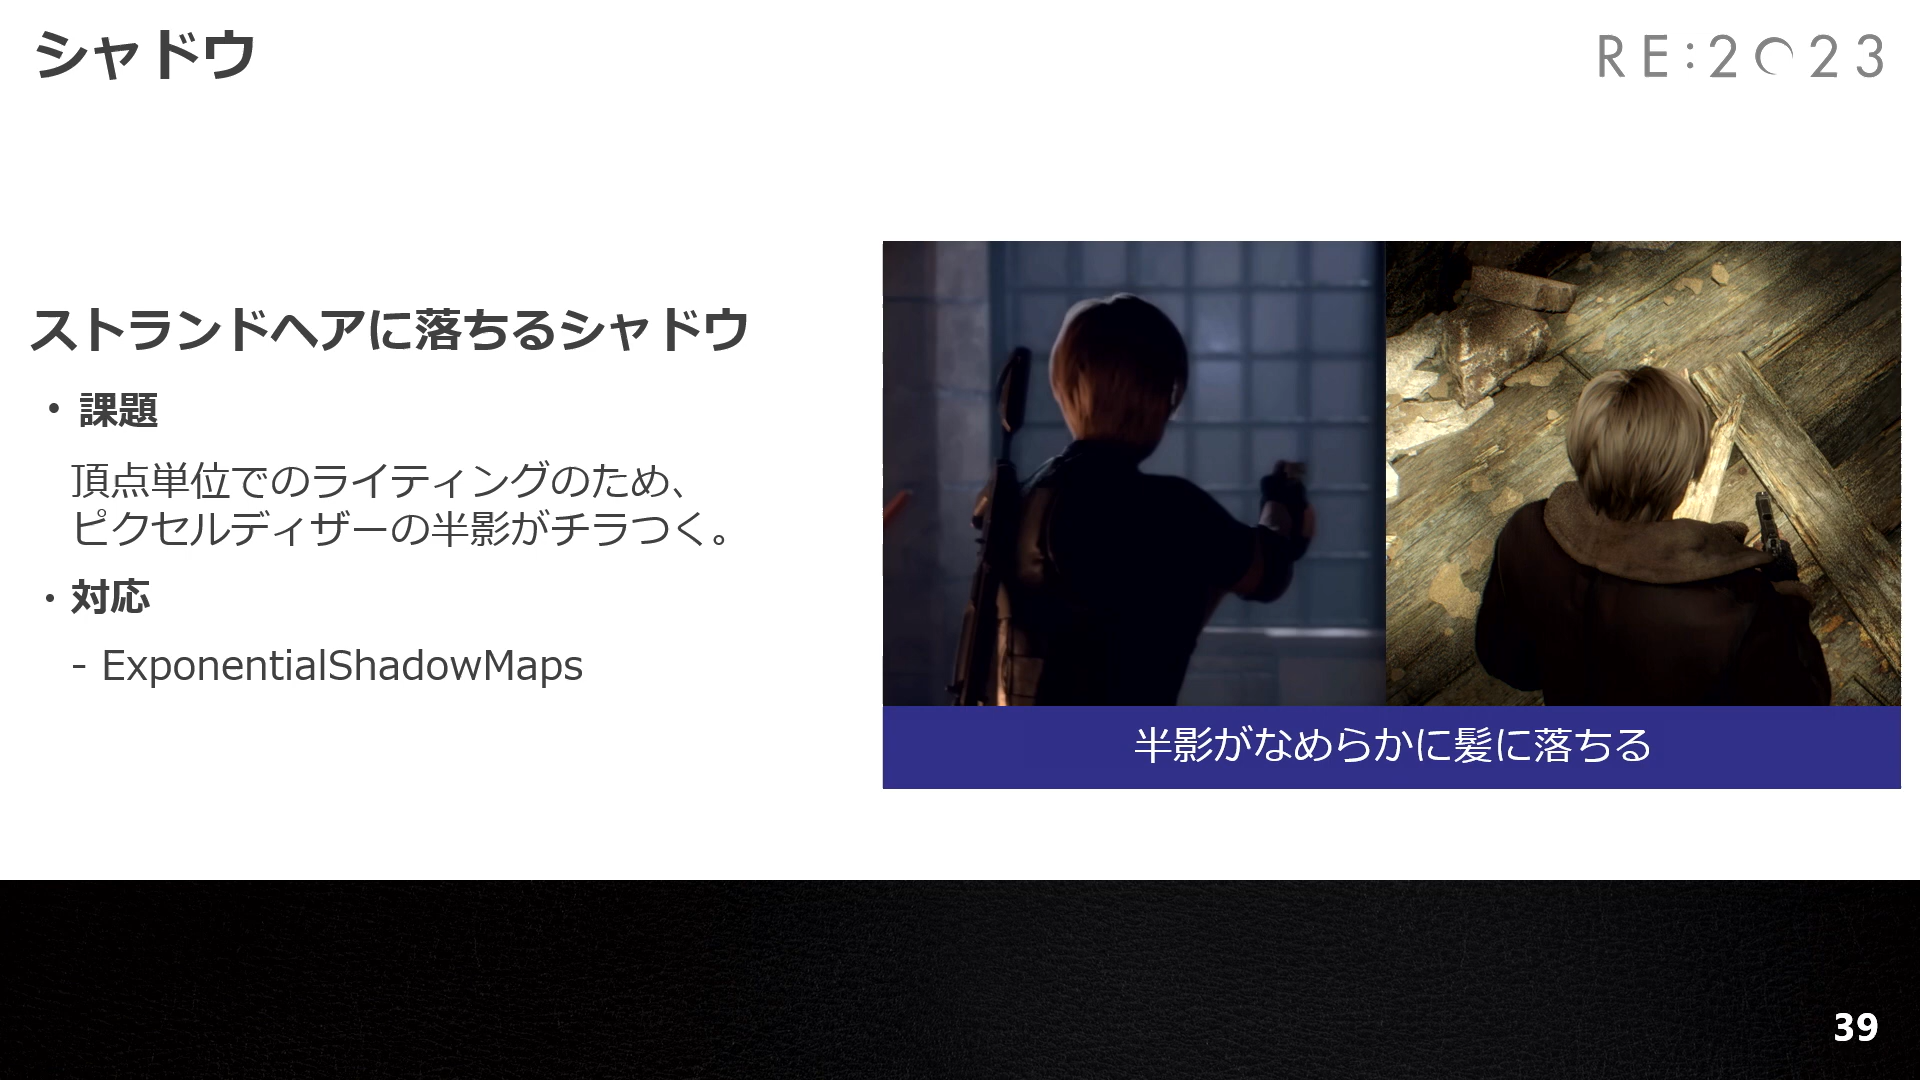 シャドウ
RE:2023
ストランドヘアに落ちるシャドウ
・課題
頂点単位でのライティングのため、
ピクセルディザーの半影がチラつく。
・対応
- ExponentialShadowMaps
半影がなめらかに髪に落ちる
39